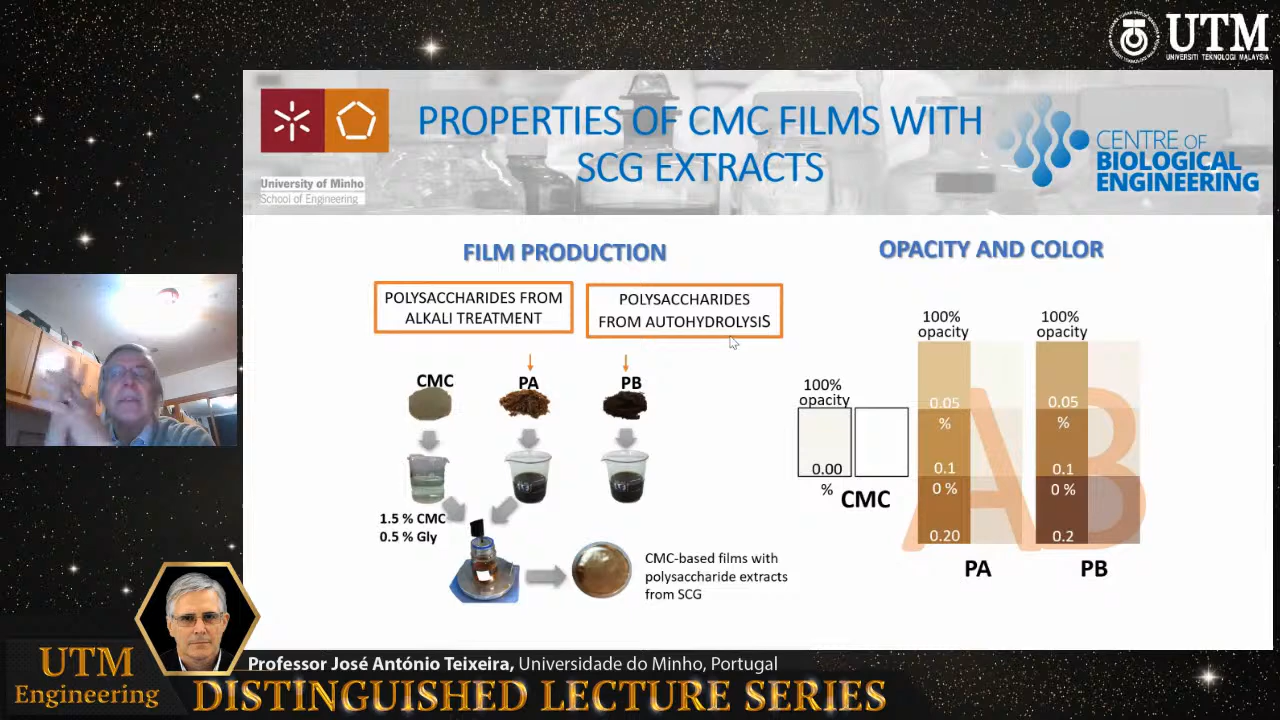 UTM
UNIVERSITI TEKNOLOGI MALAYSIA
PROPERTIES OF CMC FILMS WITH
SCG EXTRACTS
University of Minho
School of Engineering
CENTRE OF
BIOLOGICAL
ENGINEERING
FILM PRODUCTION
POLYSACCHARIDES FROM
ALKALI TREATMENT
POLYSACCHARIDES
FROM AUTOHYDROLYSIS
CMC
PA
PB
1.5 % CMC
0.5 % Gly
CMC-based films with
polysaccharide extracts
from SCG
OPACITY AND COLOR
100%
opacity
0.00
%
CMC
100%
opacity
0.05
%
0.1
0 %
0.20
PA
100%
opacity
0.05
%
0.1
0 %
0.2
PB
A
B
UTM
Engineering
Professor José António Teixeira, Universidade do Minho, Portugal
DISTINGUISHED LECTURE SERIES